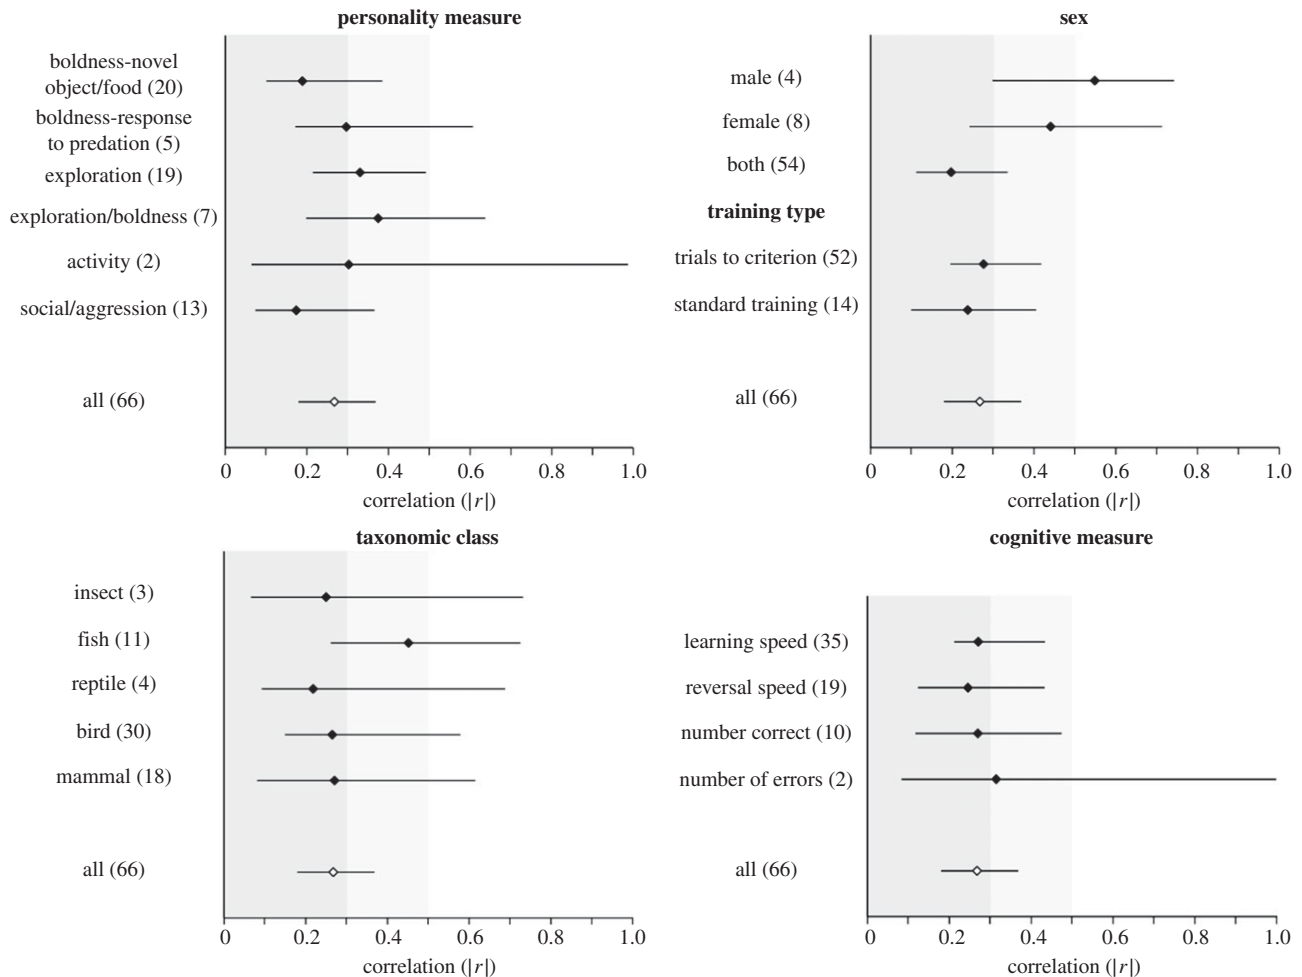 personality measure
boldness-novel
object/food (20)
boldness-response
to predation (5)
exploration (19)
exploration/boldness (7)
activity (2)
social/aggression (13)
all (66)
0 0.2 0.4 0.6 0.8 1.0
correlation (|r|)
sex
male (4)
female (8)
both (54)
training type
trials to criterion (52)
standard training (14)
all (66)
0 0.2 0.4 0.6 0.8 1.0
correlation (|r|)
taxonomic class
insect (3)
fish (11)
reptile (4)
bird (30)
mammal (18)
all (66)
0 0.2 0.4 0.6 0.8 1.0
correlation (|r|)
cognitive measure
learning speed (35)
reversal speed (19)
number correct (10)
number of errors (2)
all (66)
0 0.2 0.4 0.6 0.8 1.0
correlation (|r|)